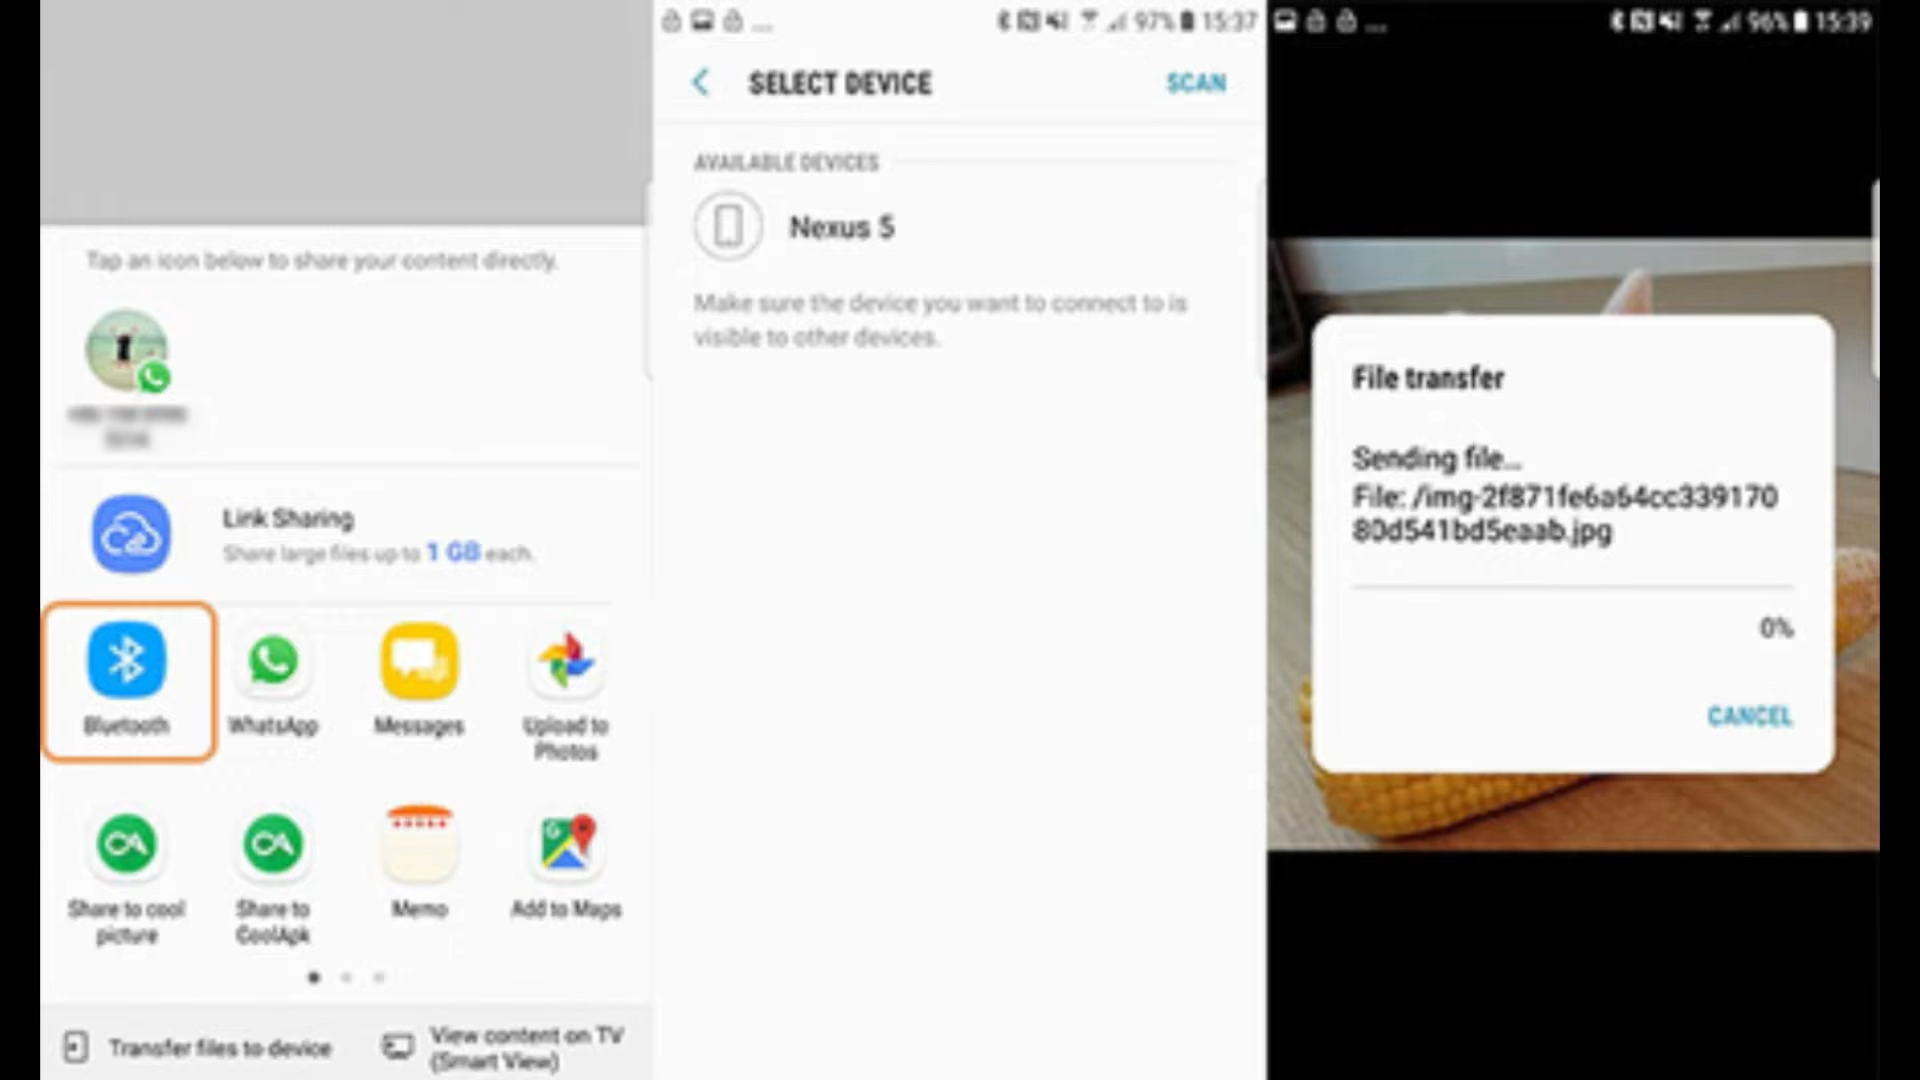 Tap an icon below to share your content directly.
Link Sharing
Share large files up to 1 GB each.
Bluetooth
WhatsApp
Messages
Upload to
Photos
Share to cool
picture
Share to
CoolApk
Memo
Add to Maps
Transfer files to device
View content on TV
(Smart View)
... 97% 15:37
SELECT DEVICE
SCAN
AVAILABLE DEVICES
Nexus 5
Make sure the device you want to connect to is
visible to other devices.
... 96% 15:39
File transfer
Sending file...
File: /img-2f871fe6a64cc339170
80d541bd5eaab.jpg
0%
CANCEL